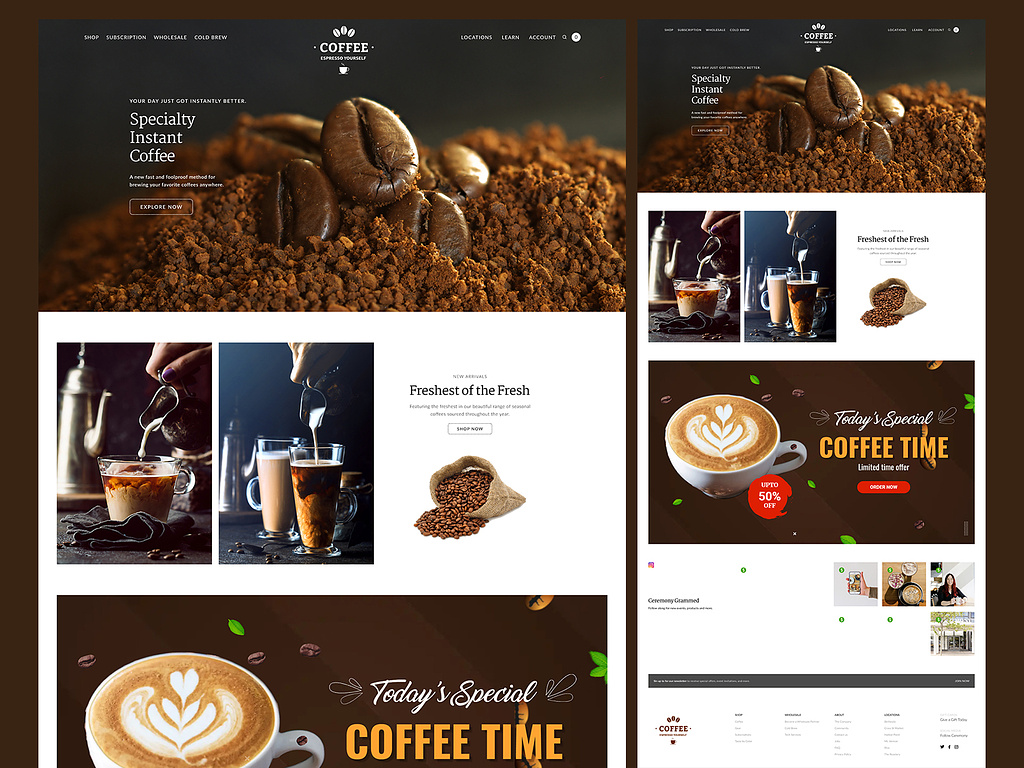 SHOP SUBSCRIPTION WHOLESALE COLD BREW
COFFEE
ESPRESSO YOURSELF
LOCATIONS LEARN ACCOUNT 0
YOUR DAY JUST GOT INSTANTLY BETTER.
Specialty
Instant
Coffee
A new fast and foolproof method for
brewing your favorite coffees anywhere.
EXPLORE NOW
NEW ARRIVALS
Freshest of the Fresh
Featuring the freshest in our beautiful range of seasonal
coffees sourced throughout the year.
SHOP NOW
Today's Special
COFFEE TIME
SHOP SUBSCRIPTION WHOLESALE COLD BREW
COFFEE
ESPRESSO YOURSELF
LOCATIONS LEARN ACCOUNT 0
YOUR DAY JUST GOT INSTANTLY BETTER.
Specialty
Instant
Coffee
A new fast and foolproof method for
brewing your favorite coffees anywhere.
EXPLORE NOW
NEW ARRIVALS
Freshest of the Fresh
Featuring the freshest in our beautiful range of seasonal
coffees sourced throughout the year.
SHOP NOW
Today's Special
COFFEE TIME
Limited time offer
ORDER NOW
UPTO
50%
OFF
Ceremony Grammed
Follow along for new events, products and more.
COFFEE
ESPRESSO YOURSELF
SHOP
WHOLESALE
ABOUT
LOCATIONS
Give a Gift Today
Follow Ceremony